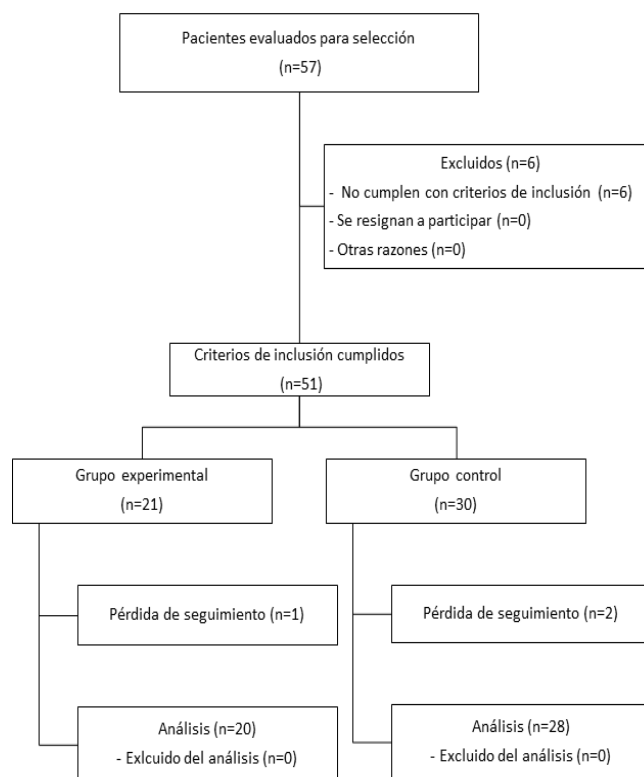 Pacientes evaluados para selección
(n=57)
Excluidos (n=6)
- No cumplen con criterios de inclusión (n=6)
- Se resignan a participar (n=0)
- Otras razones (n=0)
Criterios de inclusión cumplidos
(n=51)
Grupo experimental
(n=21)
Grupo control
(n=30)
Pérdida de seguimiento (n=1)
Pérdida de seguimiento (n=2)
Análisis (n=20)
- Exlcuido del análisis (n=0)
Análisis (n=28)
- Excluido del análisis (n=0)